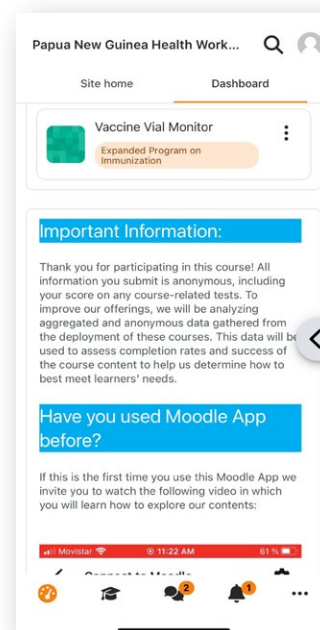 Papua New Guinea Health Work...
Site home
Dashboard
Vaccine Vial Monitor
Expanded Program on
Immunization
Important Information:
Thank you for participating in this course! All
information you submit is anonymous, including
your score on any course-related tests. To
improve our offerings, we will be analyzing
aggregated and anonymous data gathered from
the deployment of these courses. This data will be
used to assess completion rates and success of
the course content to help us determine how to
best meet learners' needs.
Have you used Moodle App
before?
If this is the first time you use this Moodle App we
invite you to watch the following video in which
you will learn how to explore our contents:
Movistar 11:22 AM 61 %
Connect to Moodle
2
1